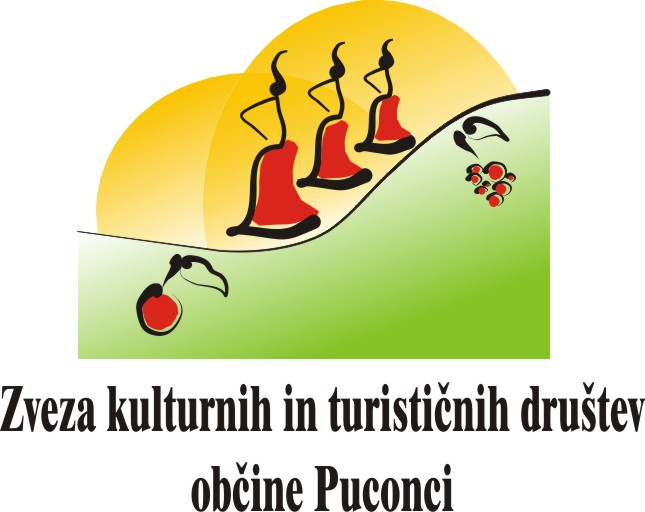 Zveza kulturnih in turističnih društev
občine Puconci